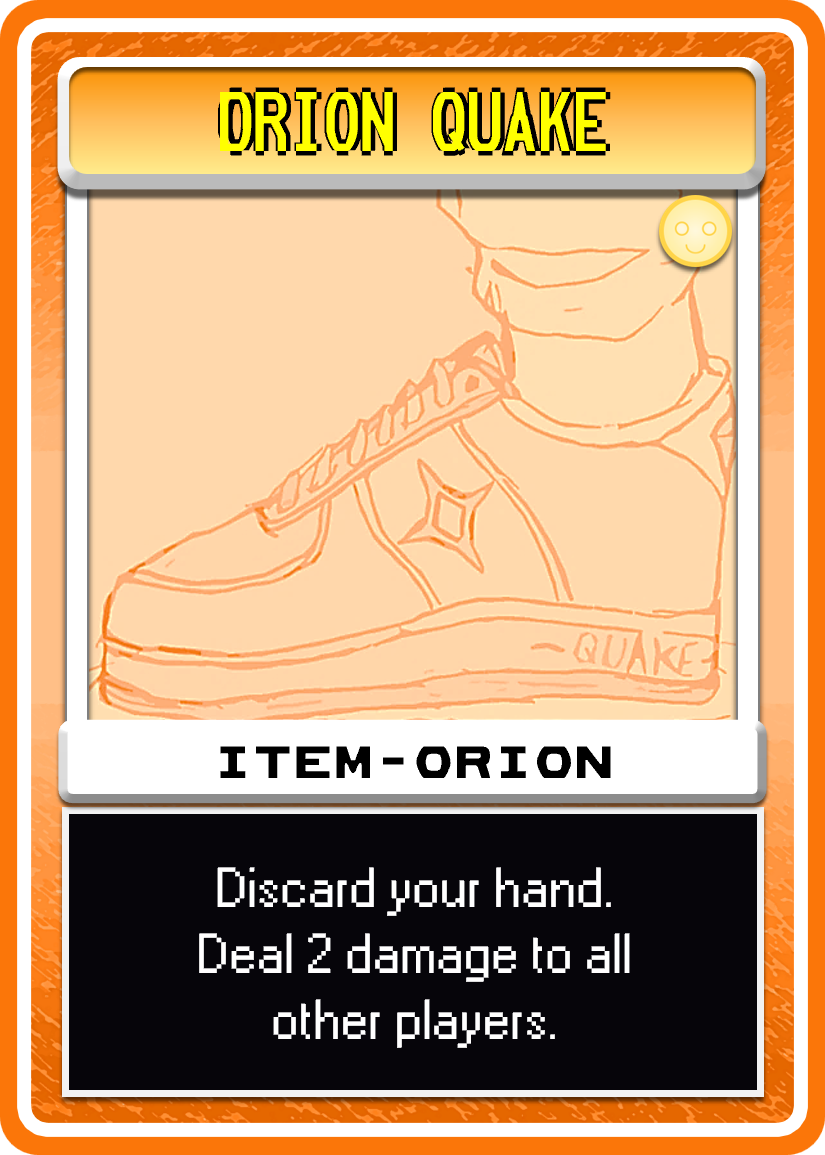 ORION QUAKE
QUAKE
ITEM-ORION
Discard your hand.
Deal 2 damage to all
other players.